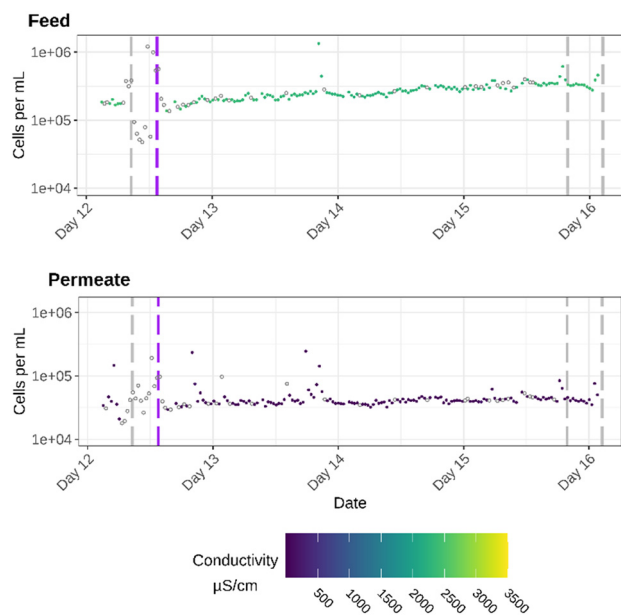 Feed
Cells per mL
1e+06
1e+05
1e+04
Day 12
Day 13
Day 14
Day 15
Day 16
Permeate
Cells per mL
1e+06
1e+05
1e+04
Day 12
Day 13
Day 14
Day 15
Day 16
Date
Conductivity
µS/cm
500
1000
1500
2000
2500
3000
3500